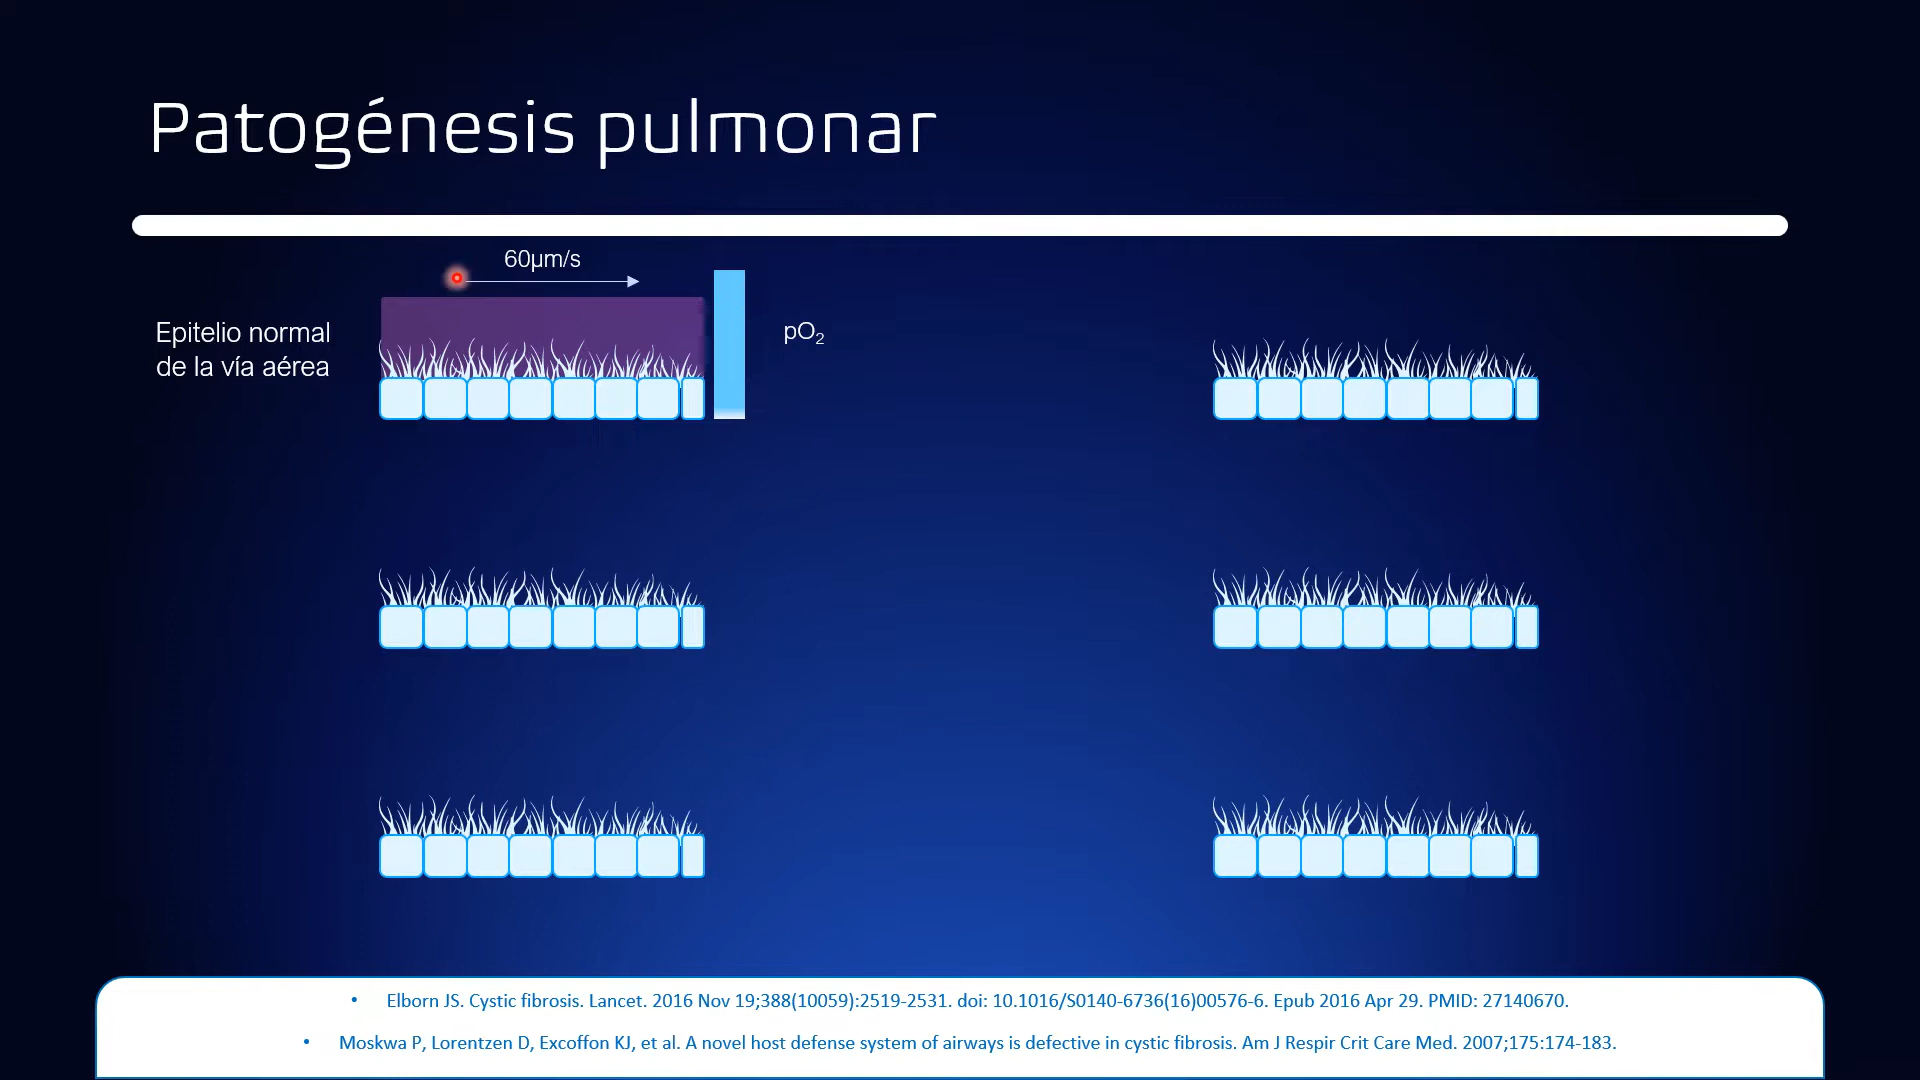 Patogénesis pulmonar
60µm/s
Epitelio normal
de la vía aérea
pO₂
• Elborn JS. Cystic fibrosis. Lancet. 2016 Nov 19;388(10059):2519-2531. doi: 10.1016/S0140-6736(16)00576-6. Epub 2016 Apr 29. PMID: 27140670.
• Moskwa P, Lorentzen D, Excoffon KJ, et al. A novel host defense system of airways is defective in cystic fibrosis. Am J Respir Crit Care Med. 2007;175:174-183.